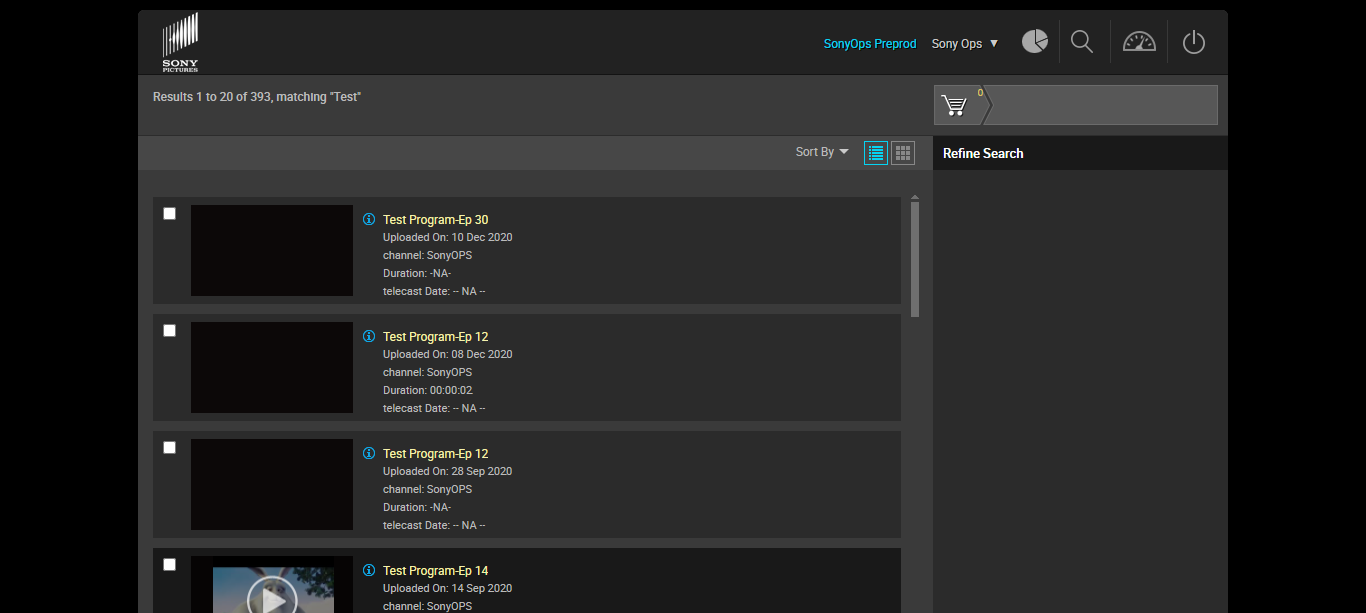 SONY
PICTURES
SonyOps Preprod
Sony Ops
Results 1 to 20 of 393, matching "Test"
0
Sort By
Refine Search
Test Program-Ep 30
Uploaded On: 10 Dec 2020
channel: SonyOPS
Duration: -NA-
telecast Date: -- NA --
Test Program-Ep 12
Uploaded On: 08 Dec 2020
channel: SonyOPS
Duration: 00:00:02
telecast Date: -- NA --
Test Program-Ep 12
Uploaded On: 28 Sep 2020
channel: SonyOPS
Duration: -NA-
telecast Date: -- NA --
Test Program-Ep 14
Uploaded On: 14 Sep 2020
channel: SonyOPS